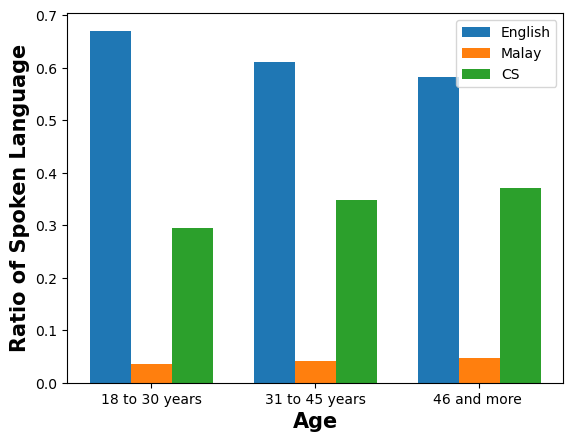 0.7
0.6
0.5
0.4
0.3
0.2
0.1
0.0
Ratio of Spoken Language
English
Malay
CS
18 to 30 years
31 to 45 years
46 and more
Age